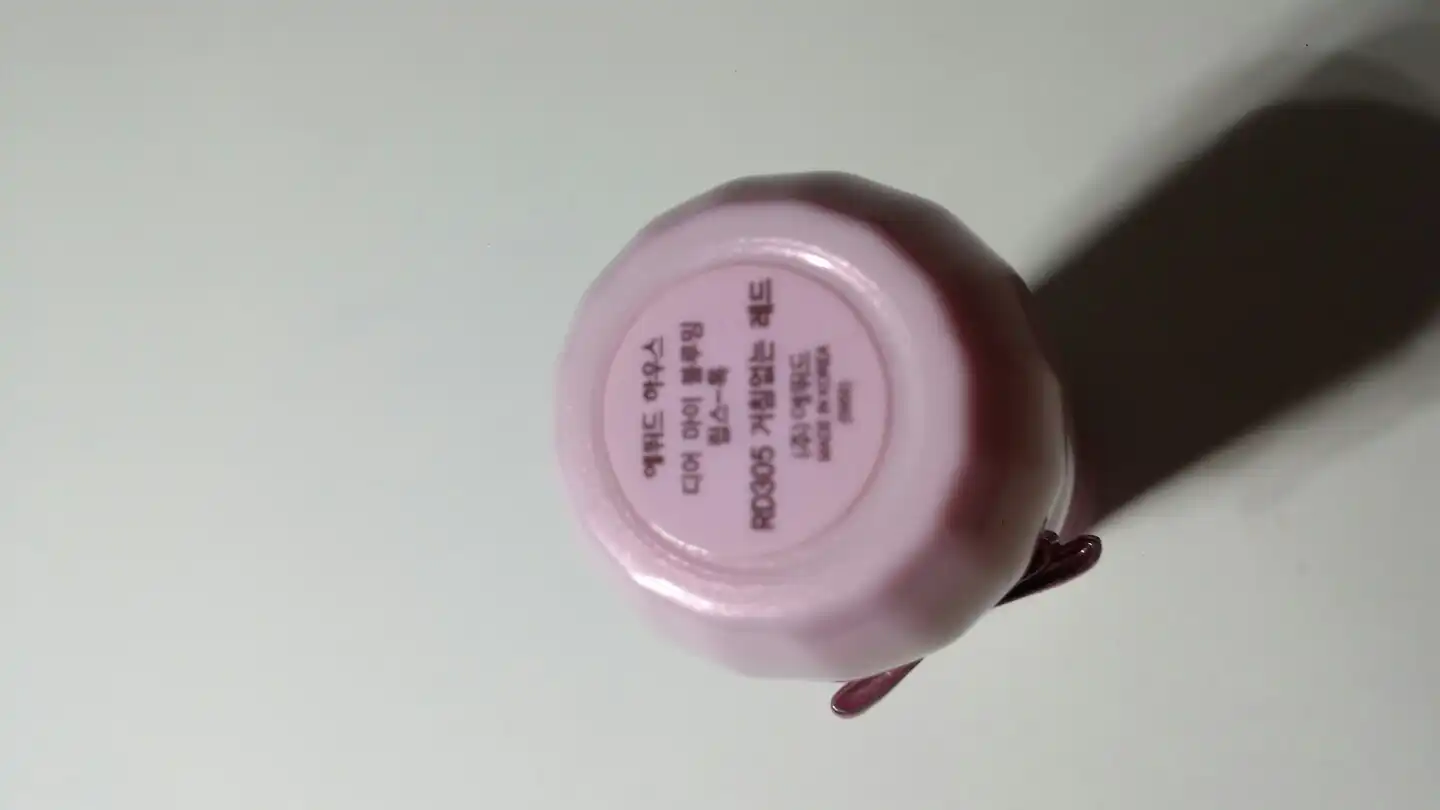 에뛰드 하우스
디어 마이 블루밍
립스-톡
RD305 거침없는 레드
(주)에뛰드
MADE IN KOREA